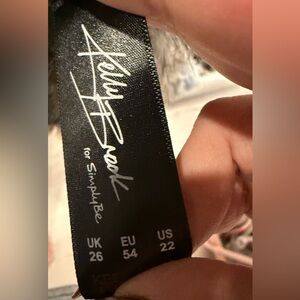 Kelly Brook
for SimplyBe
UK EU US
26 54 22